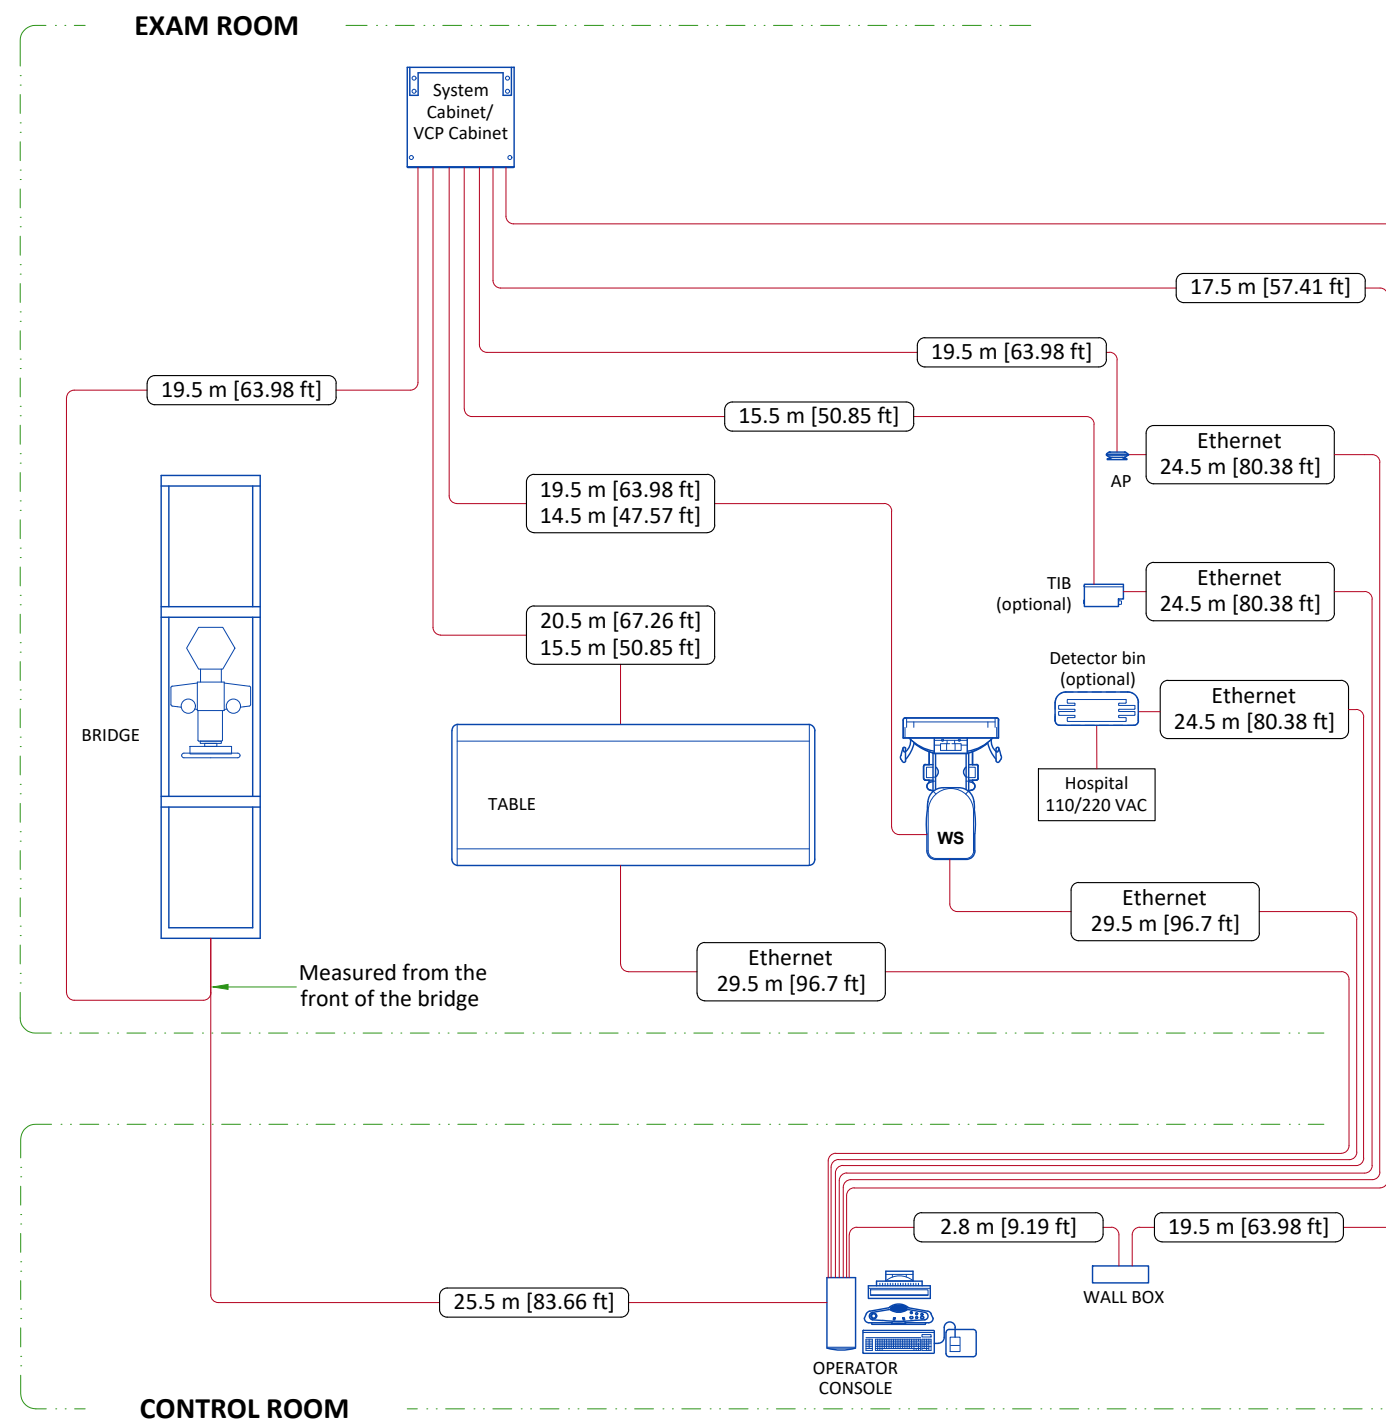 EXAM ROOM
System
Cabinet/
VCP Cabinet
17.5 m [57.41 ft]
19.5 m [63.98 ft]
19.5 m [63.98 ft]
15.5 m [50.85 ft]
Ethernet
24.5 m [80.38 ft]
AP
19.5 m [63.98 ft]
14.5 m [47.57 ft]
TIB
(optional)
Ethernet
24.5 m [80.38 ft]
20.5 m [67.26 ft]
15.5 m [50.85 ft]
Detector bin
(optional)
Ethernet
24.5 m [80.38 ft]
BRIDGE
Hospital
110/220 VAC
TABLE
WS
Ethernet
29.5 m [96.7 ft]
Ethernet
29.5 m [96.7 ft]
Measured from the
front of the bridge
2.8 m [9.19 ft]
19.5 m [63.98 ft]
WALL BOX
25.5 m [83.66 ft]
OPERATOR
CONSOLE
CONTROL ROOM